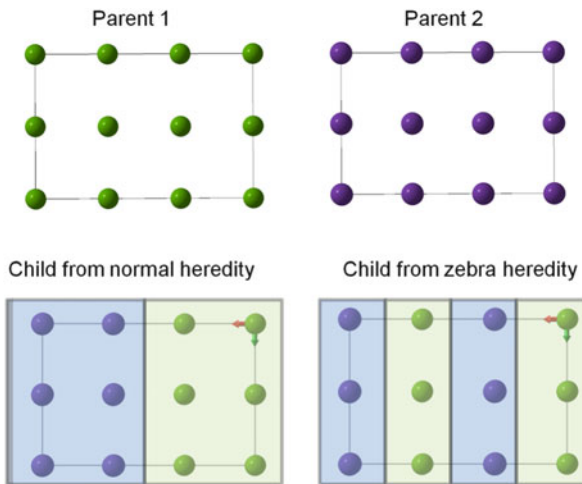 Parent 1
Parent 2
Child from normal heredity
Child from zebra heredity